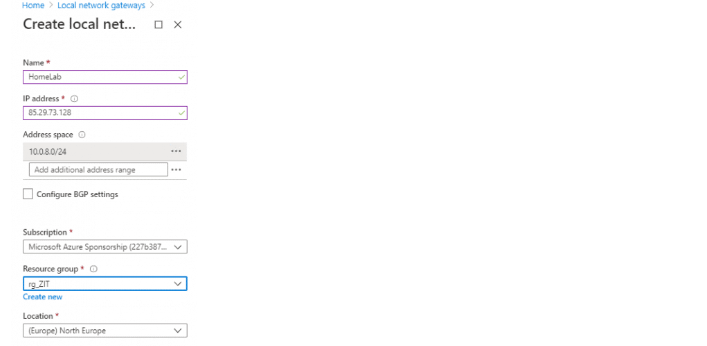 Home > Local network gateways >
Create local net...
Name *
HomeLab
IP address *
85.29.73.128
Address space
10.0.8.0/24
Add additional address range
Configure BGP settings
Subscription *
Microsoft Azure Sponsorship (227b387...
Resource group *
rg_ZIT
Create new
Location *
(Europe) North Europe